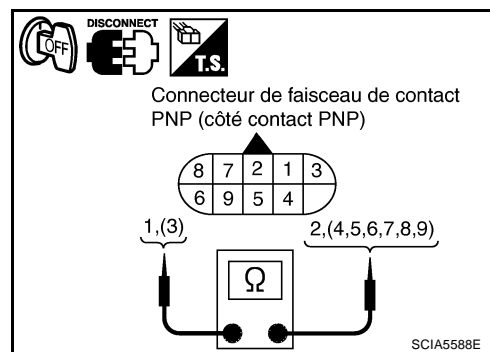 OFF
DISCONNECT
T.S.
Connecteur de faisceau de contact
PNP (côté contact PNP)
8 7 2 1 3
6 9 5 4
1,(3)
2,(4,5,6,7,8,9)
Ω
SCIA5588E